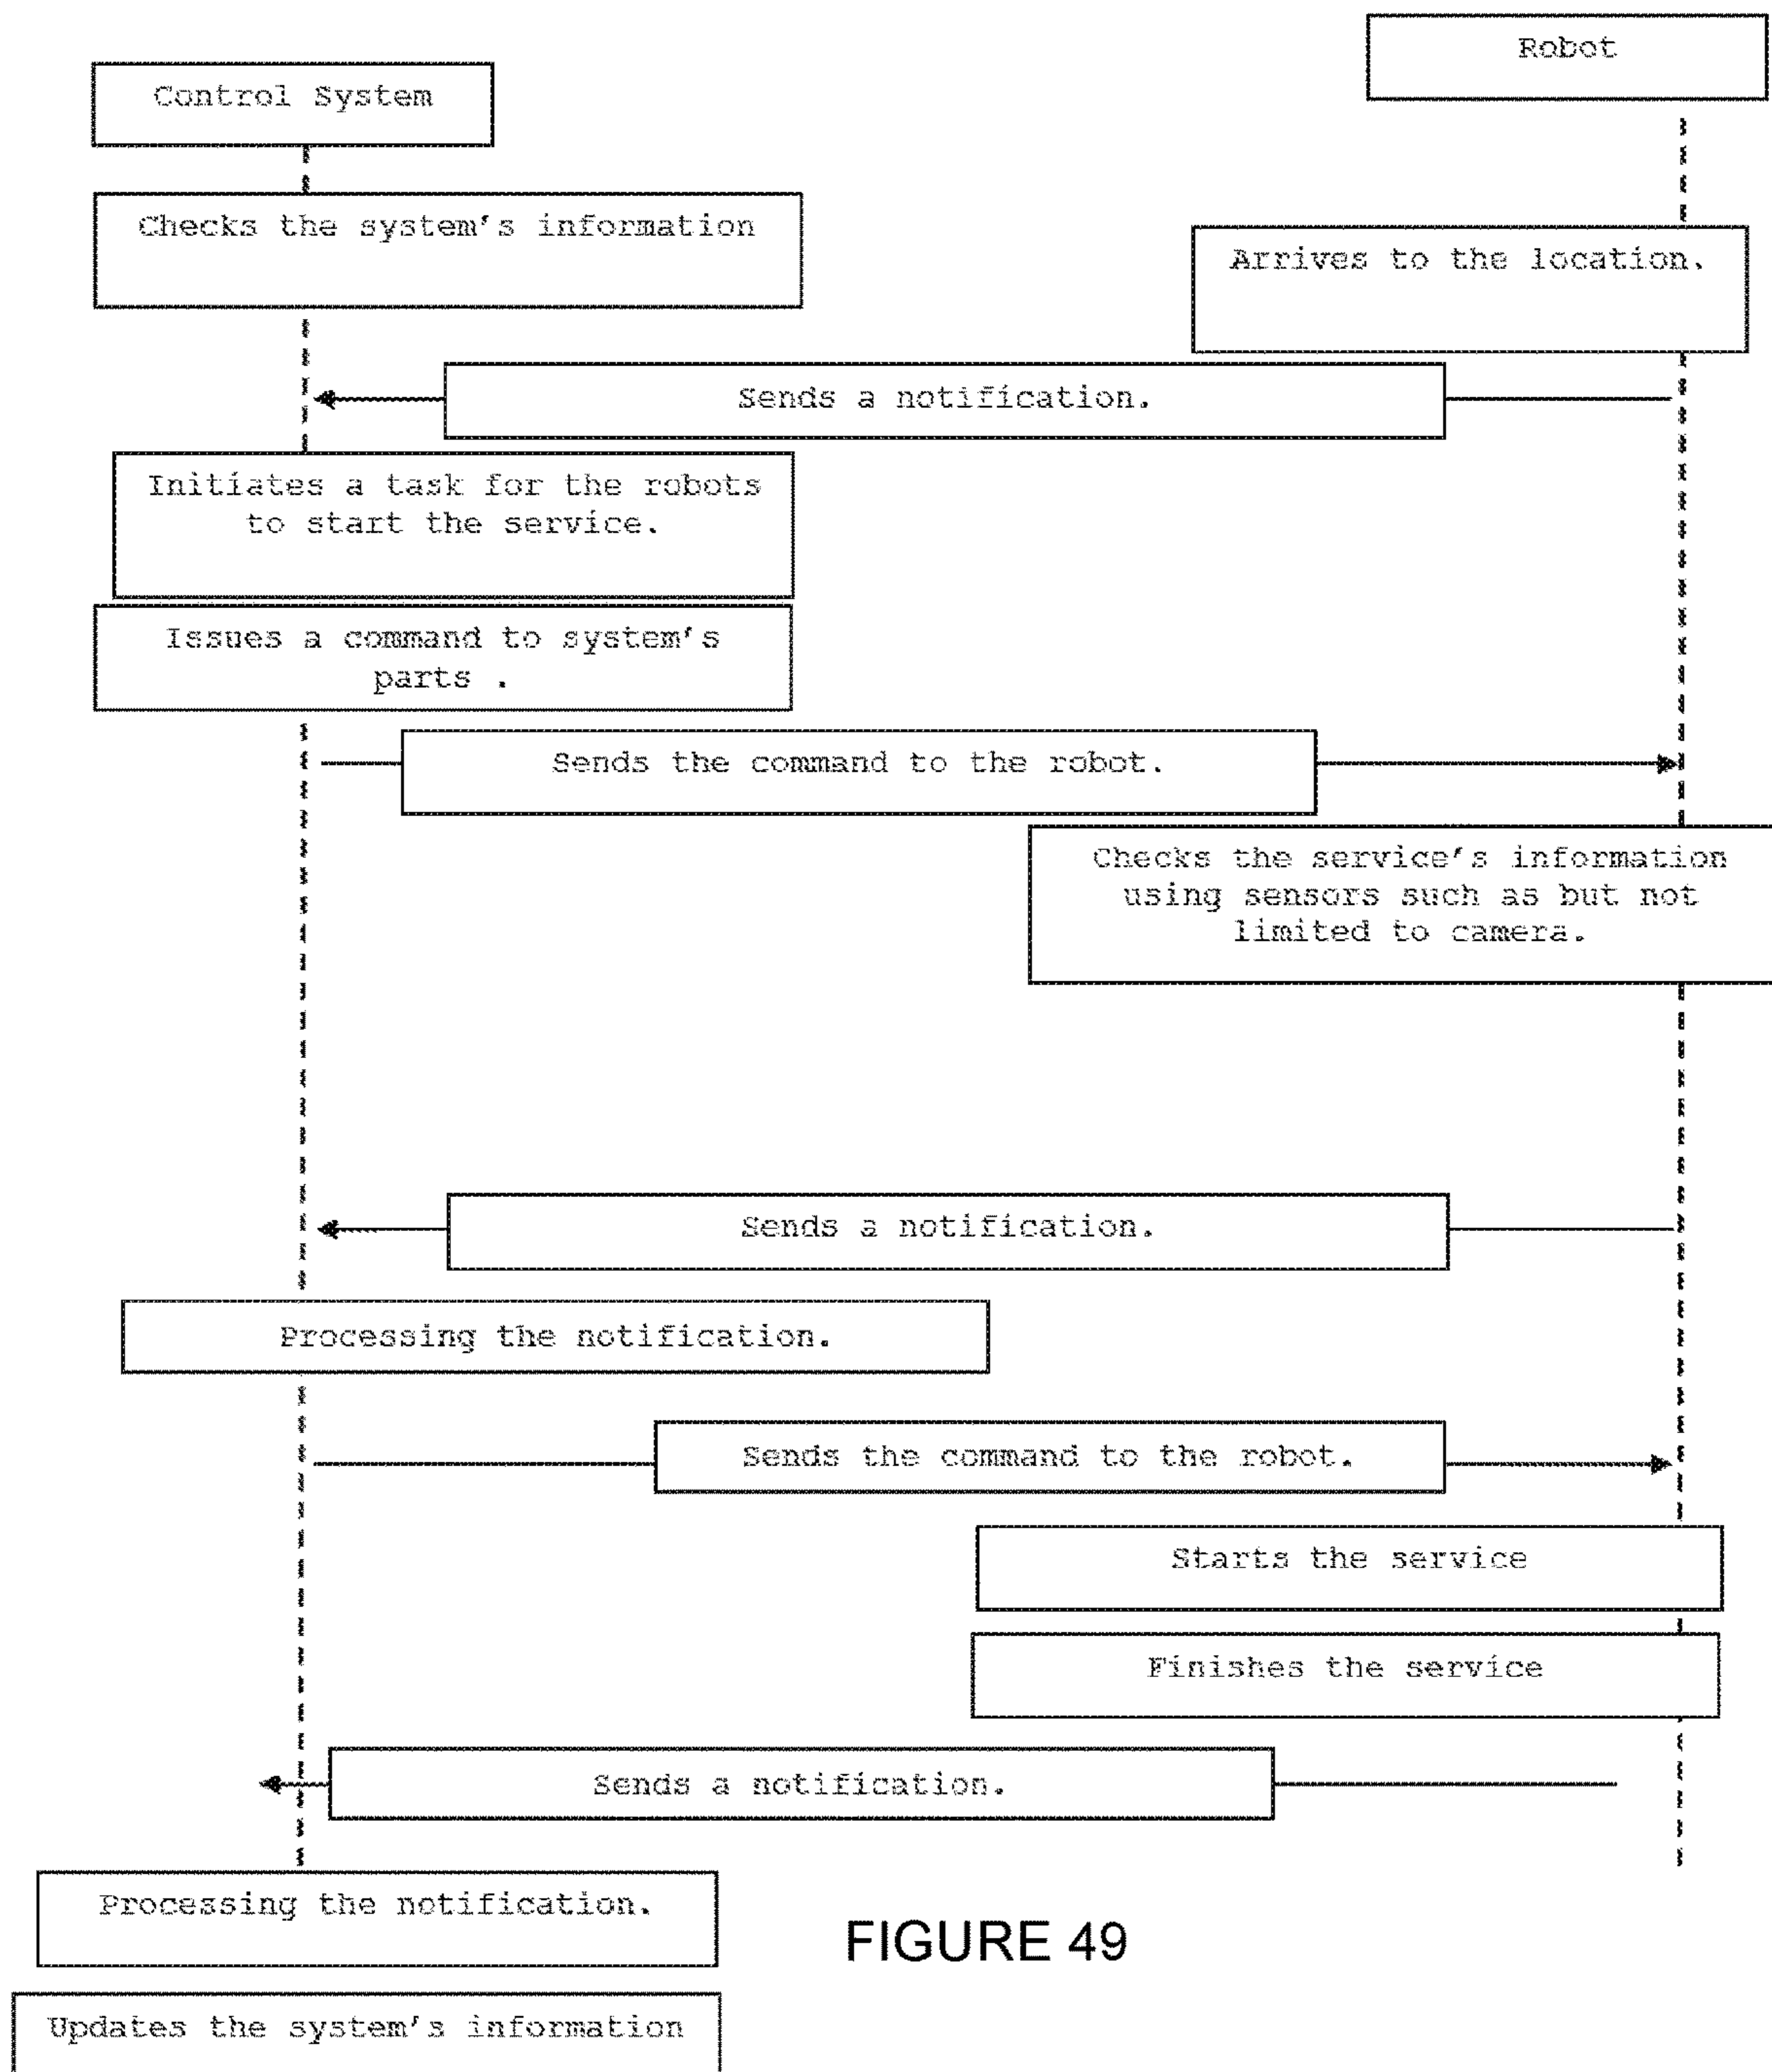 Robot
Control System
Checks the system's information
Arrives to the location.
Sends a notification.
Initiates a task for the robots
to start the service.
Issues a command to system's
parts .
Sends the command to the robot.
Checks the service's information
using sensors such as but not
limited to camera.
Sends a notification.
Processing the notification.
Sends the command to the robot.
Starts the service
Finishes the service
Sends a notification.
Processing the notification.
FIGURE 49
Updates the system's information